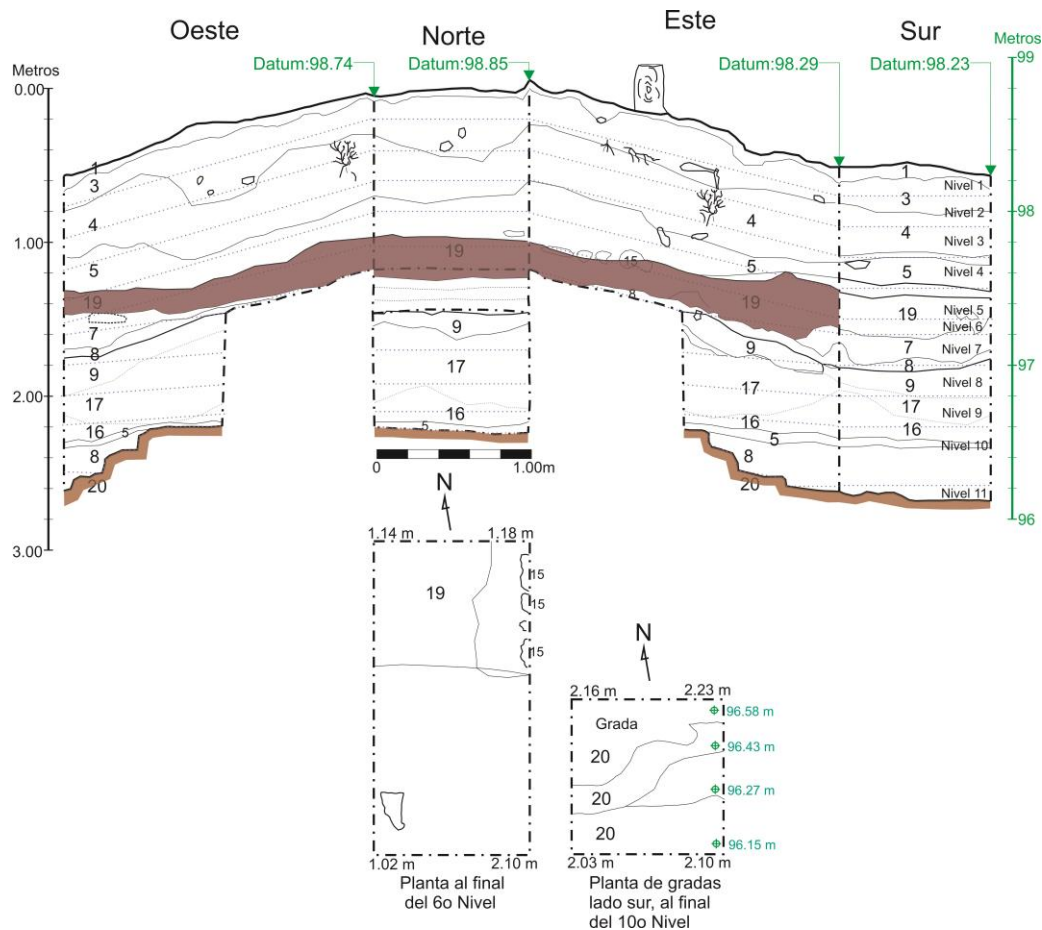 Oeste
Norte
Este
Sur
Metros
Datum:98.74
Datum:98.85
Datum:98.29
Datum:98.23
Metros
0.00
1.00
2.00
3.00
99
98
97
96
1
3
4
5
19
7
8
9
17
16
5
8
20
19
9
17
16
5
15
8
4
5
19
9
17
16
5
8
20
1
3
4
5
19
7
8
9
17
16
Nivel 1
Nivel 2
Nivel 3
Nivel 4
Nivel 5
Nivel 6
Nivel 7
Nivel 8
Nivel 9
Nivel 10
Nivel 11
0
1.00m
N
1.14 m
1.18 m
19
15
15
15
1.02 m
2.10 m
Planta al final
del 6o Nivel
N
2.16 m
2.23 m
Grada
20
20
20
96.58 m
96.43 m
96.27 m
96.15 m
2.03 m
2.10 m
Planta de gradas
lado sur, al final
del 10o Nivel